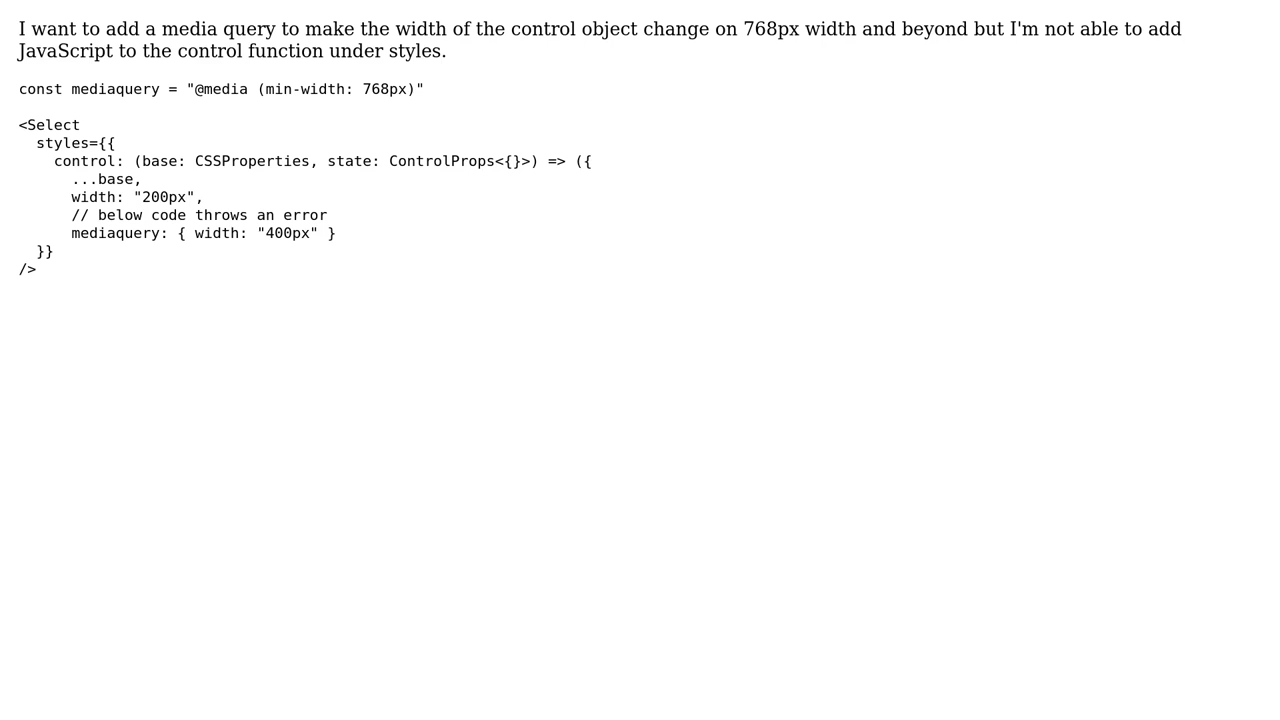 I want to add a media query to make the width of the control object change on 768px width and beyond but I'm not able to add
JavaScript to the control function under styles.
const mediaquery = "@media (min-width: 768px)"
<Select
  styles={{
    control: (base: CSSProperties, state: ControlProps<{}>) => ({
      ...base,
      width: "200px",
      // below code throws an error
      mediaquery: { width: "400px" }
  }}
/>